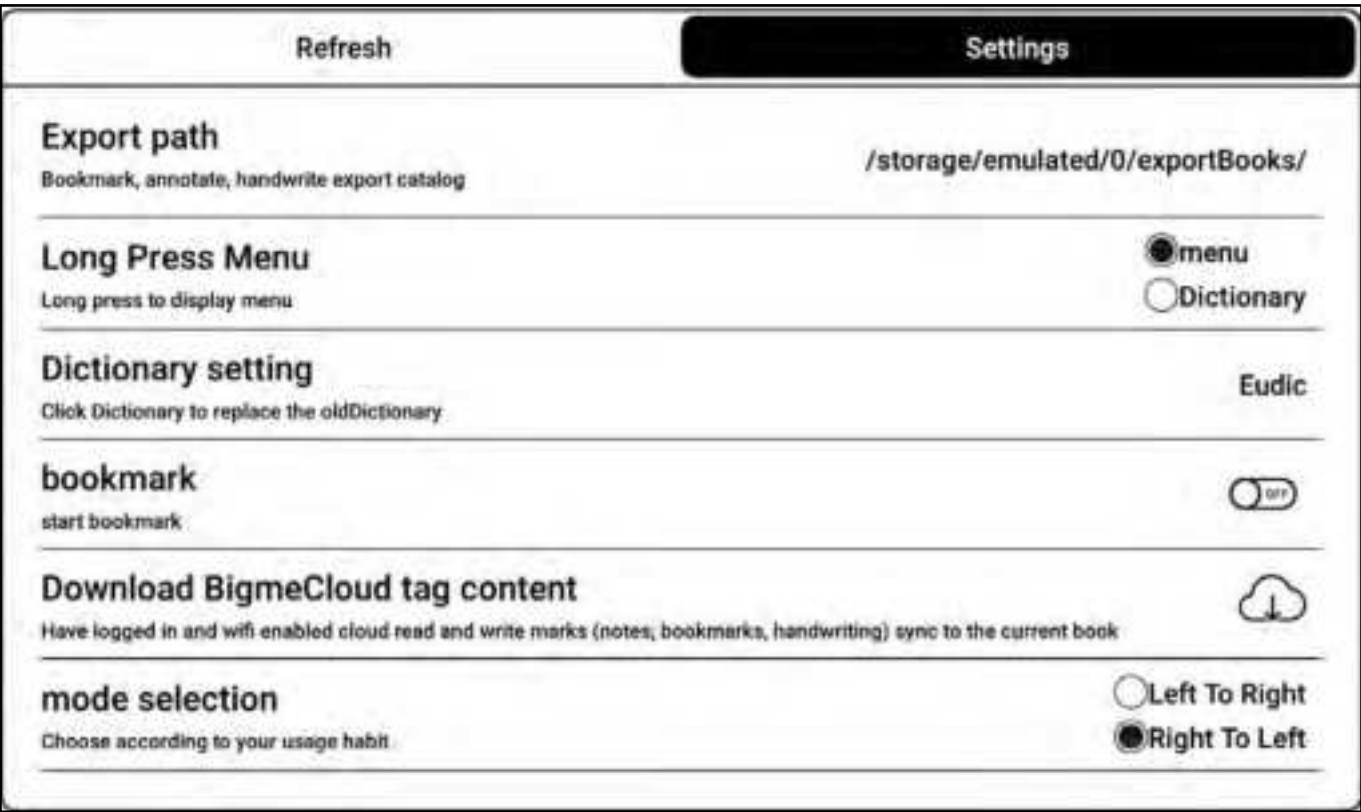 Refresh
Settings
Export path
/storage/emulated/0/exportBooks/
Bookmark, annotate, handwrite export catalog
Long Press Menu
menu
Long press to display menu
Dictionary
Dictionary setting
Eudic
Click Dictionary to replace the oldDictionary
bookmark
OFF
start bookmark
Download BigmeCloud tag content
Have logged in and wifi enabled cloud read and write marks (notes, bookmarks, handwriting) sync to the current book
mode selection
Left To Right
Choose according to your usage habit
Right To Left